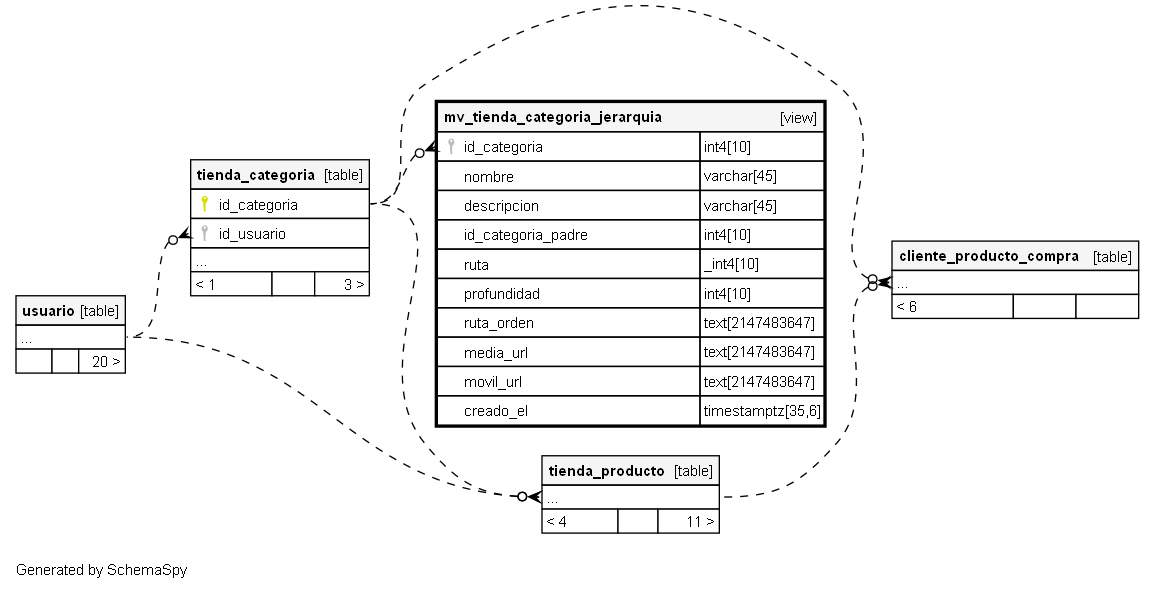 mv_tienda_categoria_jerarquia [view]
id_categoria int4[10]
nombre varchar[45]
descripcion varchar[45]
id_categoria_padre int4[10]
ruta _int4[10]
profundidad int4[10]
ruta_orden text[2147483647]
media_url text[2147483647]
movil_url text[2147483647]
creado_el timestamptz[35,6]
tienda_categoria [table]
id_categoria
id_usuario
...
< 1 3 >
usuario [table]
...
20 >
cliente_producto_compra [table]
...
< 6
tienda_producto [table]
...
< 4 11 >
Generated by SchemaSpy